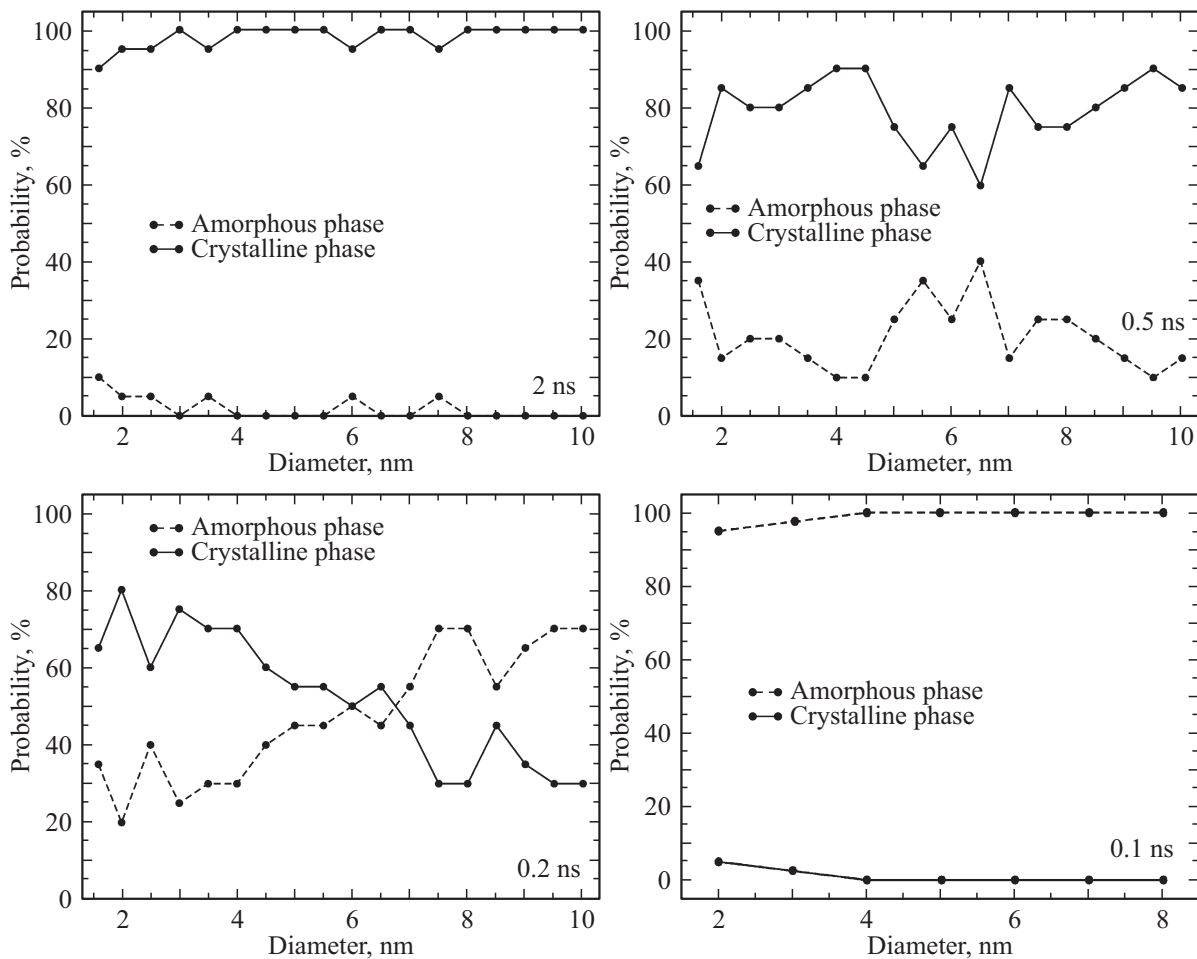 100
80
60
40
20
0
Probability, %
Amorphous phase
Crystalline phase
2 ns
2 4 6 8 10
Diameter, nm
100
80
60
40
20
0
Probability, %
Amorphous phase
Crystalline phase
0.5 ns
2 4 6 8 10
Diameter, nm
100
80
60
40
20
0
Probability, %
Amorphous phase
Crystalline phase
0.2 ns
2 4 6 8 10
Diameter, nm
100
80
60
40
20
0
Probability, %
Amorphous phase
Crystalline phase
0.1 ns
2 4 6 8
Diameter, nm